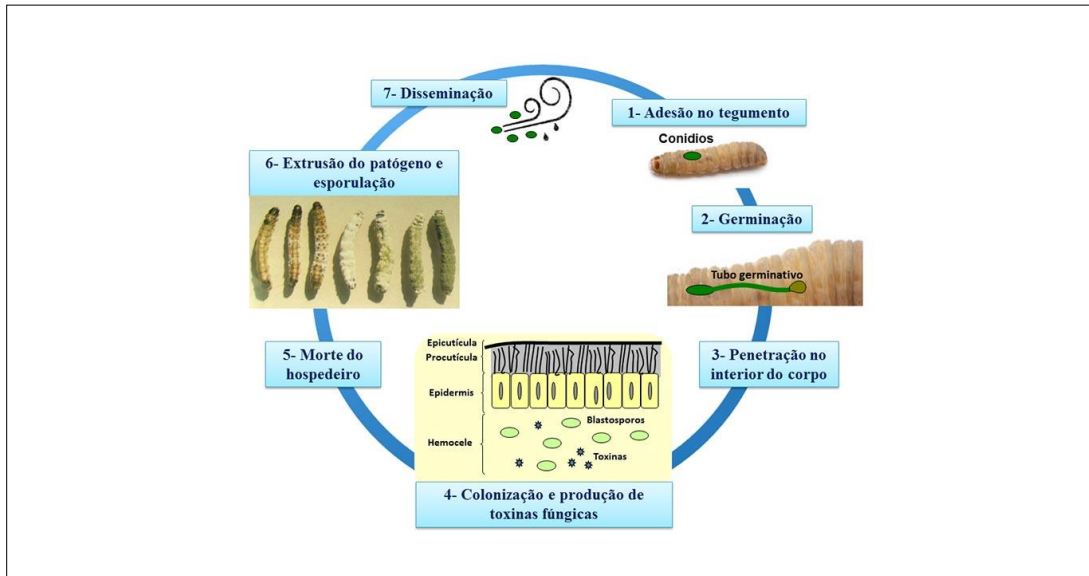 7- Disseminação
1- Adesão no tegumento
Conidios
6- Extrusão do patógeno e
esporulação
2- Germinação
Tubo germinativo
5- Morte do
hospedeiro
Epicutícula
Procutícula
Epidermis
Hemocele
Blastosporos
Toxinas
3- Penetração no
interior do corpo
4- Colonização e produção de
toxinas fúngicas